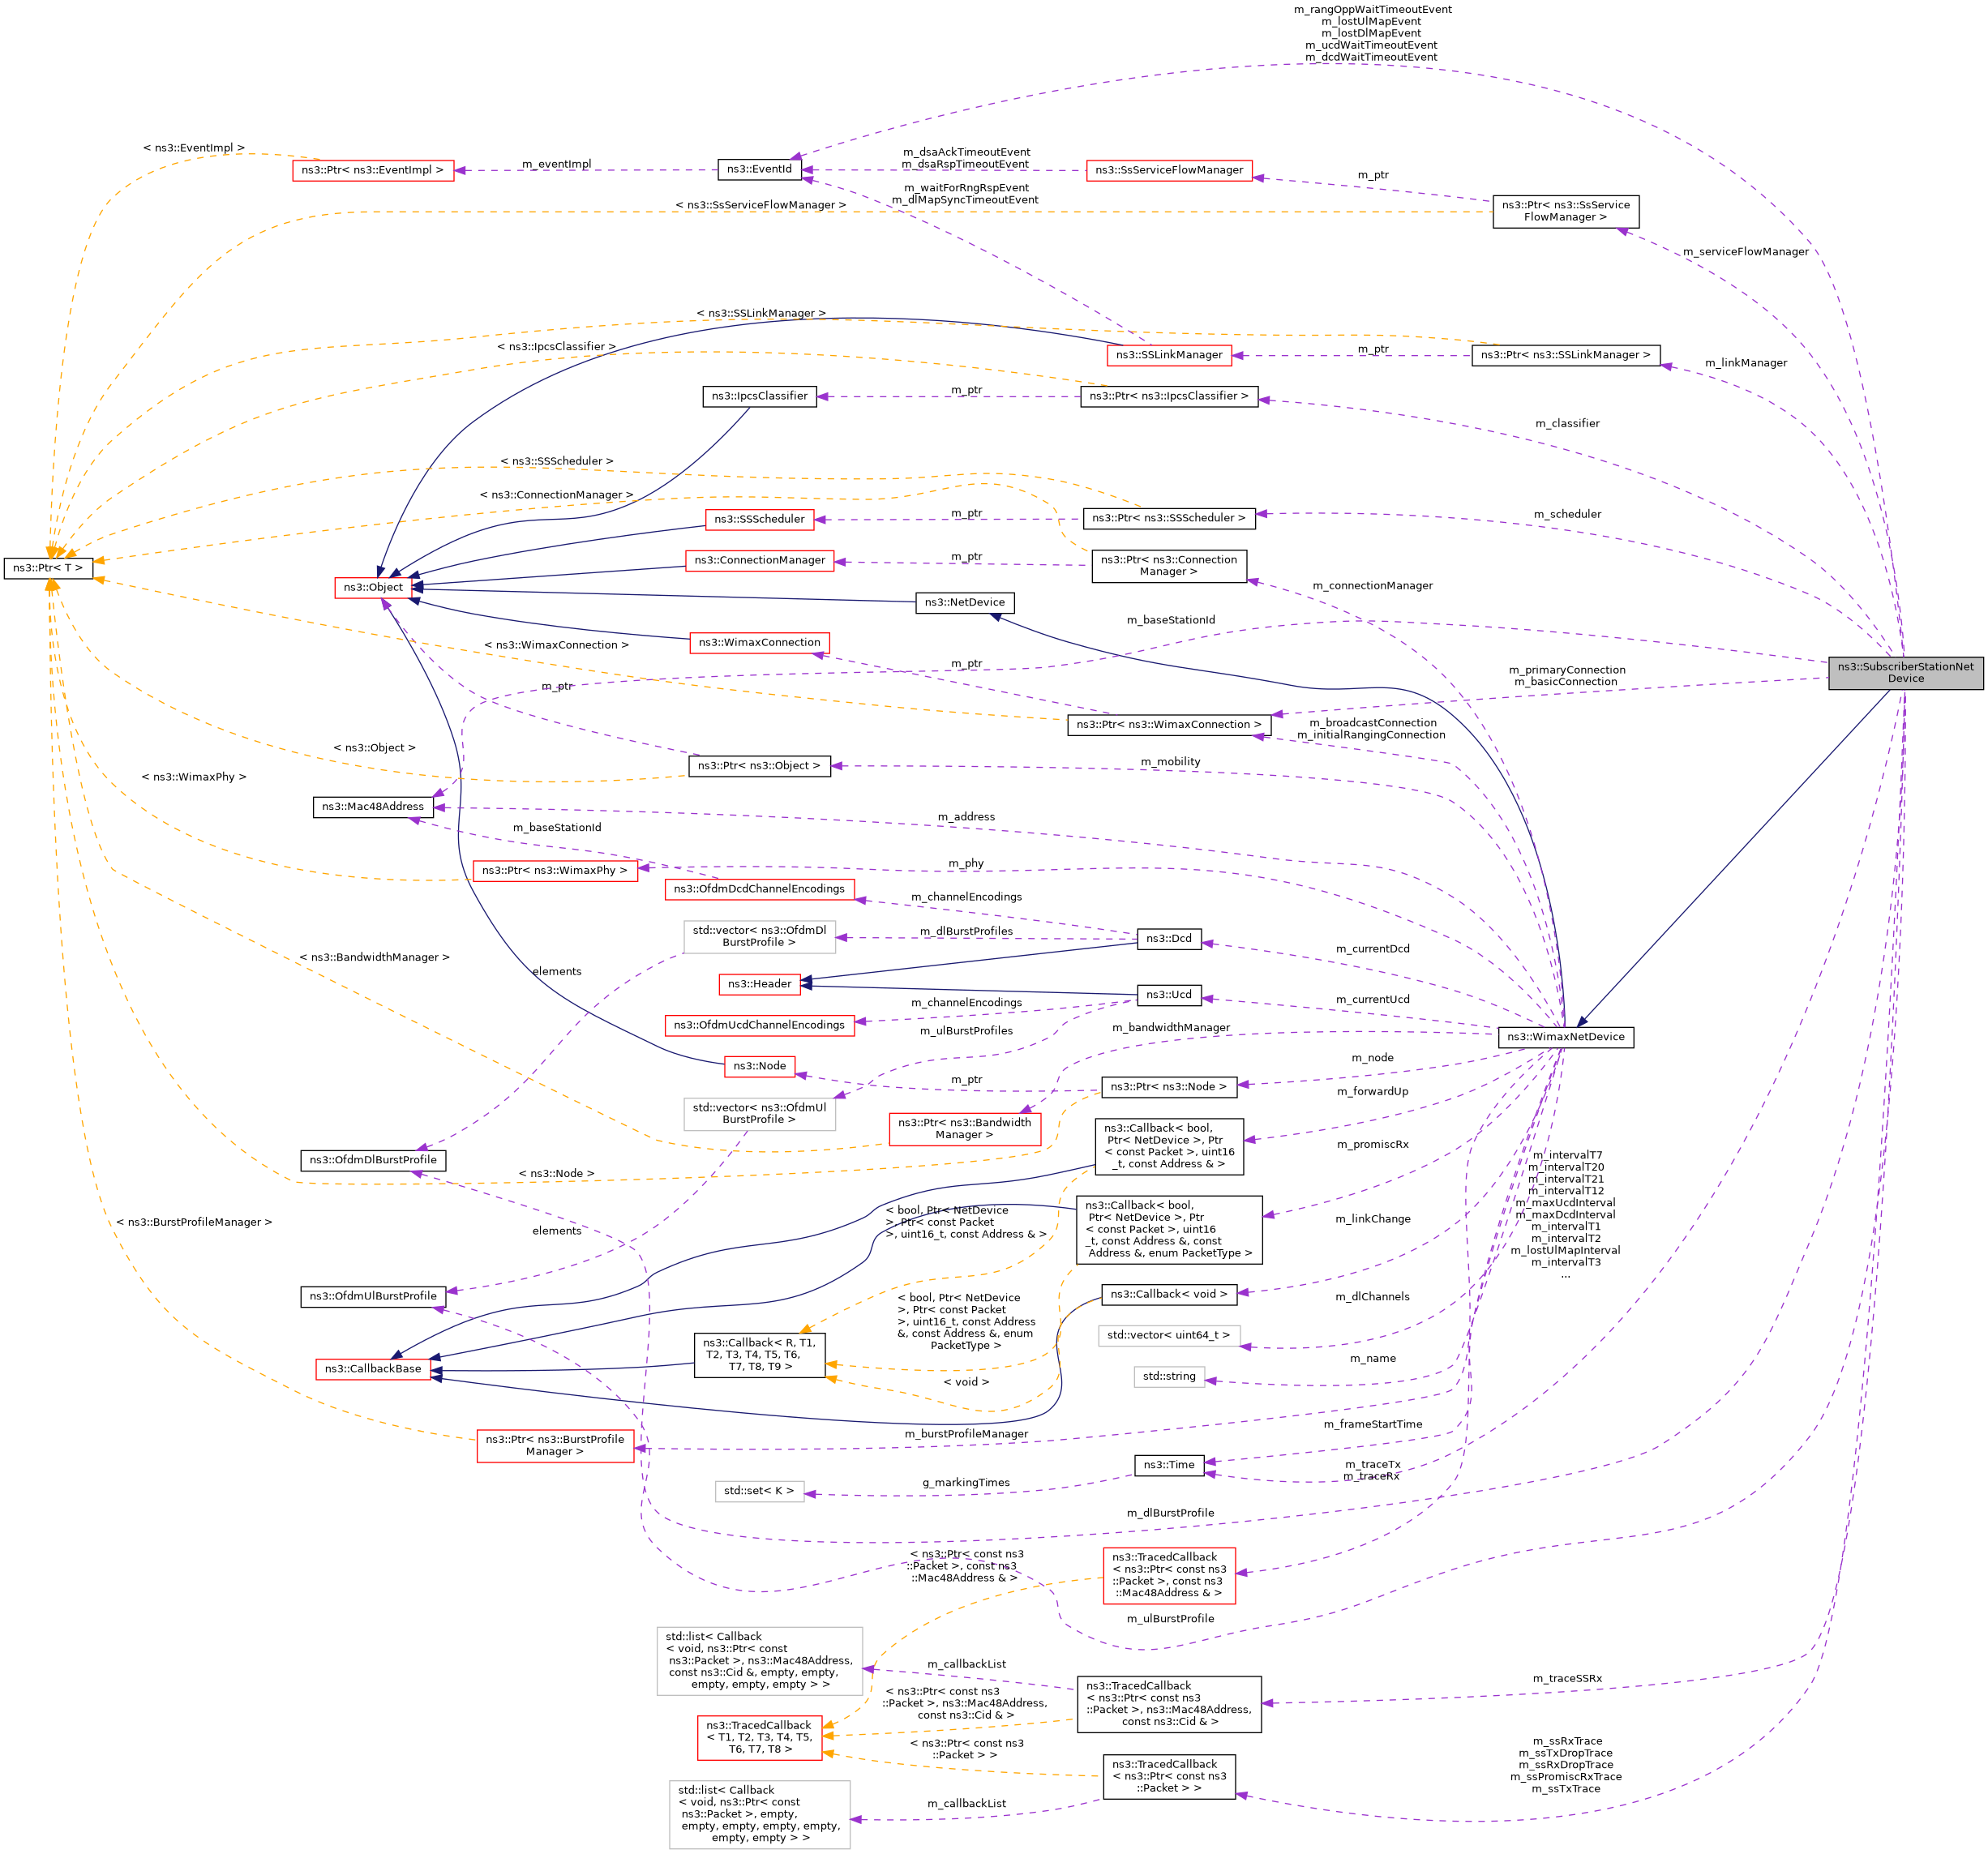 m_rangOppWaitTimeoutEvent
m_lostUlMapEvent
m_lostDlMapEvent
m_ucdWaitTimeoutEvent
m_dcdWaitTimeoutEvent
< ns3::EventImpl >
ns3::Ptr< ns3::EventImpl >
m_eventImpl
ns3::EventId
m_dsaAckTimeoutEvent
m_dsaRspTimeoutEvent
ns3::SsServiceFlowManager
m_ptr
m_waitForRngRspEvent
m_dlMapSyncTimeoutEvent
< ns3::SsServiceFlowManager >
ns3::Ptr< ns3::SsService
FlowManager >
m_serviceFlowManager
< ns3::SSLinkManager >
< ns3::IpcsClassifier >
ns3::SSLinkManager
m_ptr
ns3::Ptr< ns3::SSLinkManager >
m_linkManager
ns3::IpcsClassifier
m_ptr
ns3::Ptr< ns3::IpcsClassifier >
m_classifier
< ns3::SSScheduler >
< ns3::ConnectionManager >
ns3::SSScheduler
m_ptr
ns3::Ptr< ns3::SSScheduler >
m_scheduler
ns3::Ptr< T >
ns3::ConnectionManager
m_ptr
ns3::Ptr< ns3::Connection
Manager >
m_connectionManager
ns3::Object
ns3::NetDevice
m_baseStationId
< ns3::WimaxConnection >
ns3::WimaxConnection
m_ptr
m_ptr
ns3::SubscriberStationNet
Device
m_primaryConnection
m_basicConnection
ns3::Ptr< ns3::WimaxConnection >
m_broadcastConnection
m_initialRangingConnection
< ns3::Object >
ns3::Ptr< ns3::Object >
m_mobility
< ns3::WimaxPhy >
ns3::Mac48Address
m_address
m_baseStationId
ns3::Ptr< ns3::WimaxPhy >
m_phy
ns3::OfdmDcdChannelEncodings
m_channelEncodings
std::vector< ns3::OfdmDl
BurstProfile >
m_dlBurstProfiles
ns3::Dcd
m_currentDcd
< ns3::BandwidthManager >
elements
ns3::Header
ns3::Ucd
m_currentUcd
m_channelEncodings
ns3::OfdmUcdChannelEncodings
m_ulBurstProfiles
m_bandwidthManager
ns3::WimaxNetDevice
ns3::Node
m_ptr
ns3::Ptr< ns3::Node >
m_node
std::vector< ns3::OfdmUl
BurstProfile >
m_forwardUp
ns3::Ptr< ns3::Bandwidth
Manager >
ns3::Callback< bool,
Ptr< NetDevice >, Ptr
< const Packet >, uint16
_t, const Address & >
m_promiscRx
ns3::OfdmDlBurstProfile
< ns3::Node >
m_intervalT7
m_intervalT20
m_intervalT21
m_intervalT12
m_maxUcdInterval
m_maxDcdInterval
m_intervalT1
m_intervalT2
m_lostUlMapInterval
m_intervalT3
...
< ns3::BurstProfileManager >
elements
< bool, Ptr< NetDevice
>, Ptr< const Packet
>, uint16_t, const Address & >
ns3::Callback< bool,
Ptr< NetDevice >, Ptr
< const Packet >, uint16
_t, const Address &, const
Address &, enum PacketType >
m_linkChange
ns3::OfdmUlBurstProfile
< bool, Ptr< NetDevice
>, Ptr< const Packet
>, uint16_t, const Address
&, const Address &, enum
PacketType >
ns3::Callback< void >
m_dlChannels
std::vector< uint64_t >
ns3::CallbackBase
ns3::Callback< R, T1,
T2, T3, T4, T5, T6,
T7, T8, T9 >
< void >
m_name
std::string
ns3::Ptr< ns3::BurstProfile
Manager >
m_burstProfileManager
m_frameStartTime
ns3::Time
m_traceTx
m_traceRx
std::set< K >
g_markingTimes
m_dlBurstProfile
< ns3::Ptr< const ns3
::Packet >, const ns3
::Mac48Address & >
ns3::TracedCallback
< ns3::Ptr< const ns3
::Packet >, const ns3
::Mac48Address & >
m_ulBurstProfile
std::list< Callback
< void, ns3::Ptr< const
ns3::Packet >, ns3::Mac48Address,
const ns3::Cid &, empty, empty,
empty, empty, empty > >
m_callbackList
ns3::TracedCallback
< ns3::Ptr< const ns3
::Packet >, ns3::Mac48Address,
const ns3::Cid & >
m_traceSSRx
< ns3::Ptr< const ns3
::Packet >, ns3::Mac48Address,
const ns3::Cid & >
ns3::TracedCallback
< T1, T2, T3, T4, T5,
T6, T7, T8 >
< ns3::Ptr< const ns3
::Packet > >
ns3::TracedCallback
< ns3::Ptr< const ns3
::Packet > >
m_ssRxTrace
m_ssTxDropTrace
m_ssRxDropTrace
m_ssPromiscRxTrace
m_ssTxTrace
std::list< Callback
< void, ns3::Ptr< const
ns3::Packet >, empty,
empty, empty, empty, empty,
empty, empty > >
m_callbackList